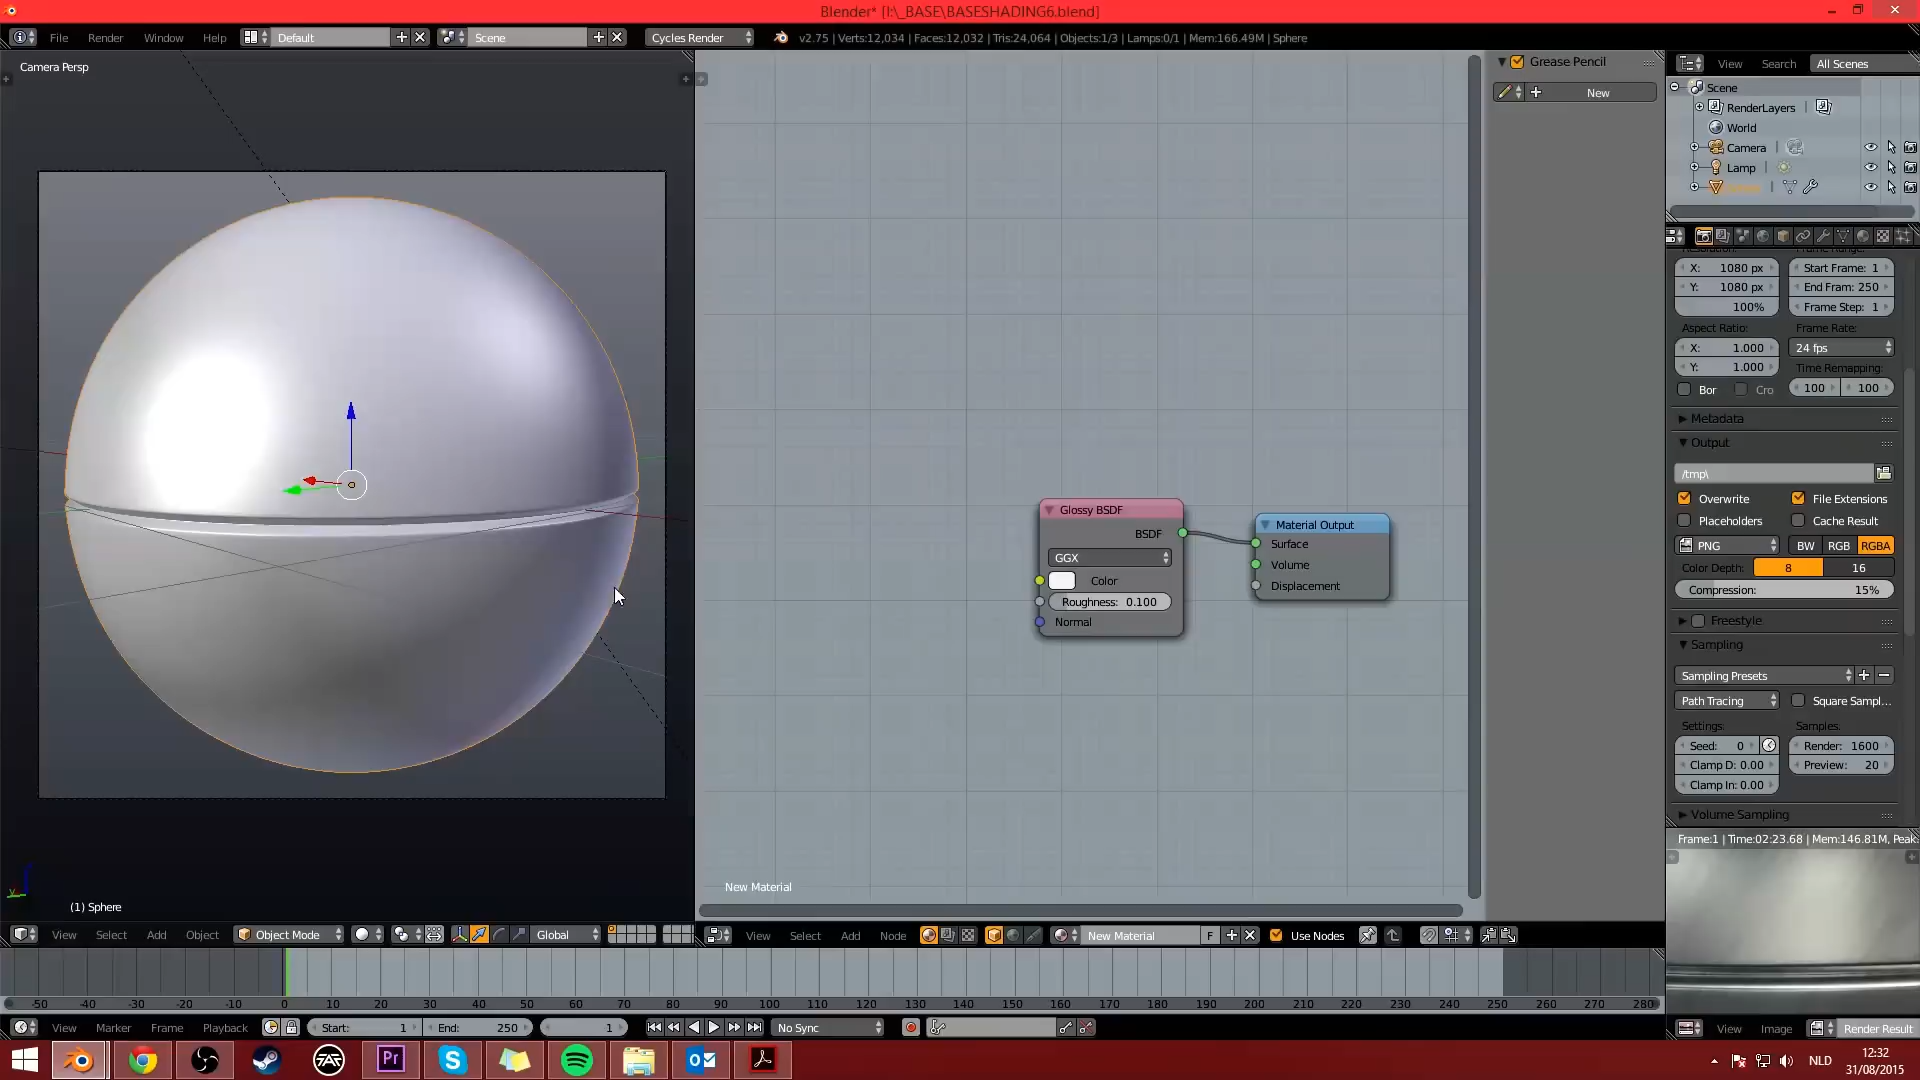 Blender* [I:\_BASE\BASESHADING6.blend]
File Render Window Help Default Scene Cycles Render v2.75 | Verts:12,034 | Faces:12,032 | Tris:24,064 | Objects:1/3 | Lamps:0/1 | Mem:166.49M | Sphere
Camera Persp
(1) Sphere
View Select Add Object Object Mode Global
Glossy BSDF
BSDF
GGX
Color
Roughness: 0.100
Normal
Material Output
Surface
Volume
Displacement
New Material
View Select Add Node New Material F Use Nodes
Grease Pencil
New
View Search All Scenes
Scene
RenderLayers
World
Camera
Lamp
Frame Range:
X: 1080 px Start Frame: 1
Y: 1080 px End Fram: 250
100% Frame Step: 1
Aspect Ratio: Frame Rate:
X: 1.000 24 fps
Y: 1.000 Time Remapping:
Bor Cro 100 100
Metadata
Output
/tmp\
Overwrite File Extensions
Placeholders Cache Result
PNG BW RGB RGBA
Color Depth: 8 16
Compression: 15%
Freestyle
Sampling
Sampling Presets
Path Tracing Square Sampl...
Settings: Samples:
Seed: 0 Render: 1600
Clamp D: 0.00 Preview: 20
Clamp In: 0.00
Volume Sampling
Frame:1 | Time:02:23.68 | Mem:146.81M, Peak
View Image Render Result
-50 -40 -30 -20 -10 0 10 20 30 40 50 60 70 80 90 100 110 120 130 140 150 160 170 180 190 200 210 220 230 240 250 260 270 280
View Marker Frame Playback Start: 1 End: 250 1 No Sync
Pr
FAR
NLD
12:32
31/08/2015